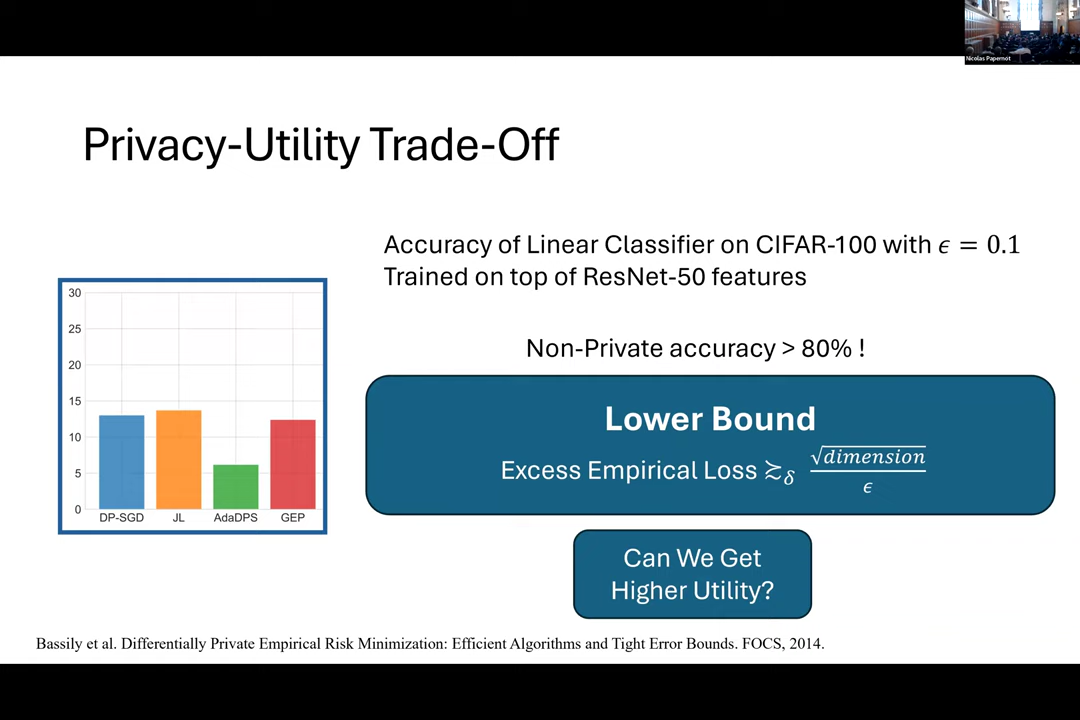 Nicolas Papernot
Privacy-Utility Trade-Off
Accuracy of Linear Classifier on CIFAR-100 with ϵ = 0.1
Trained on top of ResNet-50 features
30
25
20
15
10
5
0
DP-SGD JL AdaDPS GEP
Non-Private accuracy > 80% !
Lower Bound
Excess Empirical Loss ≳δ √dimension / ϵ
Can We Get
Higher Utility?
Bassily et al. Differentially Private Empirical Risk Minimization: Efficient Algorithms and Tight Error Bounds. FOCS, 2014.